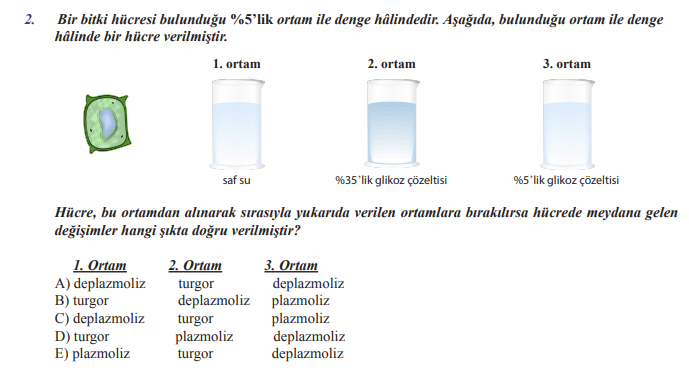 2. Bir bitki hücresi bulunduğu %5'lik ortam ile denge hâlindedir. Aşağıda, bulunduğu ortam ile denge
hâlinde bir hücre verilmiştir.
1. ortam 2. ortam 3. ortam
saf su %35'lik glikoz çözeltisi %5'lik glikoz çözeltisi
Hücre, bu ortamdan alınarak sırasıyla yukarıda verilen ortamlara bırakılırsa hücrede meydana gelen
değişimler hangi şıkta doğru verilmiştir?
1. Ortam 2. Ortam 3. Ortam
A) deplazmoliz turgor deplazmoliz
B) turgor deplazmoliz plazmoliz
C) deplazmoliz turgor plazmoliz
D) turgor plazmoliz deplazmoliz
E) plazmoliz turgor deplazmoliz